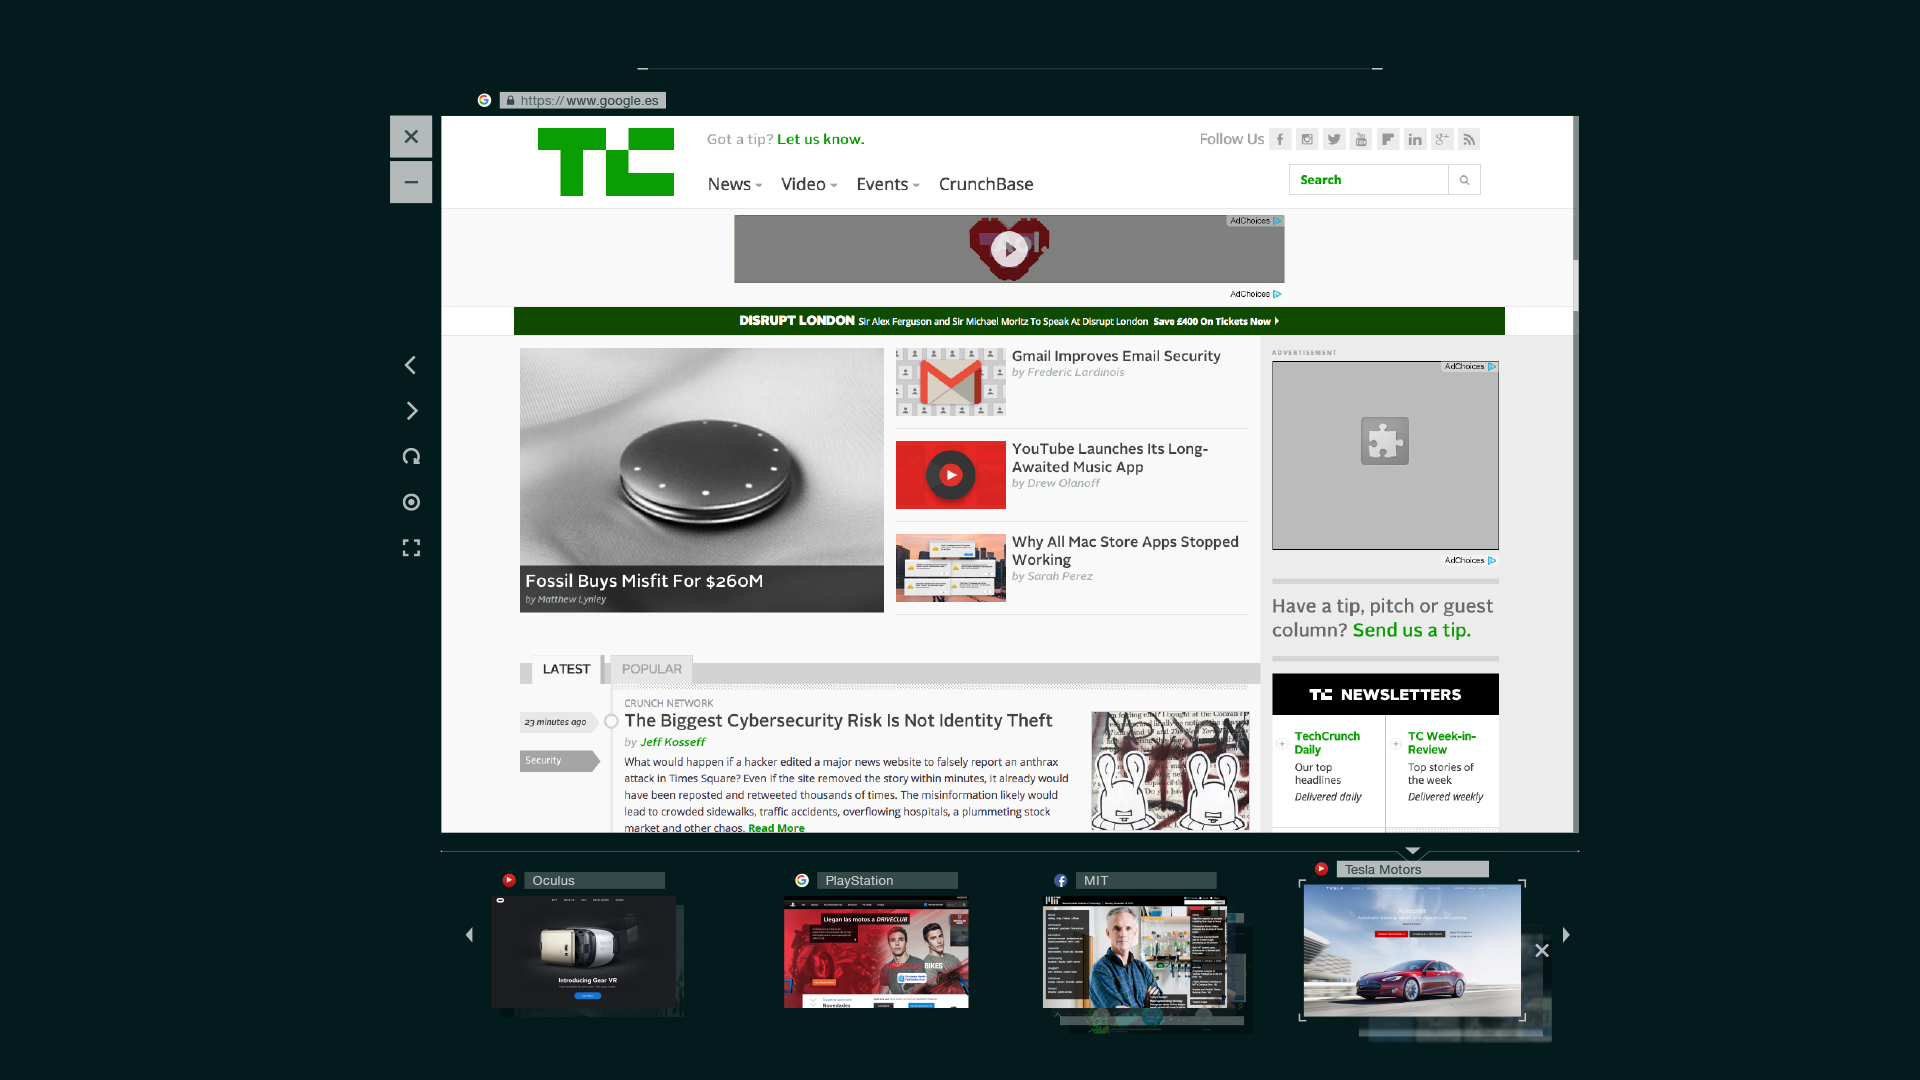 https://www.google.es
Got a tip? Let us know.
Follow Us
News Video Events CrunchBase
Search
AdChoices
AdChoices
DISRUPT LONDON Sir Alex Ferguson and Sir Michael Moritz To Speak At Disrupt London Save £400 On Tickets Now
Fossil Buys Misfit For $260M
by Matthew Lynley
Gmail Improves Email Security
by Frederic Lardinois
YouTube Launches Its Long-
Awaited Music App
by Drew Olanoff
Why All Mac Store Apps Stopped
Working
by Sarah Perez
ADVERTISEMENT
AdChoices
AdChoices
Have a tip, pitch or guest
column? Send us a tip.
LATEST POPULAR
23 minutes ago
Security
CRUNCH NETWORK
The Biggest Cybersecurity Risk Is Not Identity Theft
by Jeff Kosseff
What would happen if a hacker edited a major news website to falsely report an anthrax
attack in Times Square? Even if the site removed the story within minutes, it already would
have been reposted and retweeted thousands of times. The misinformation likely would
lead to crowded sidewalks, traffic accidents, overflowing hospitals, a plummeting stock
market and other chaos. Read More
TC NEWSLETTERS
TechCrunch
Daily
Our top
headlines
Delivered daily
TC Week-in-
Review
Top stories of
the week
Delivered weekly
Oculus
Introducing Gear VR
PlayStation
Llegan las motos a DRIVECLUB
BIKES
Novedades
MIT
Tesla Motors
TESLA
Autopilot